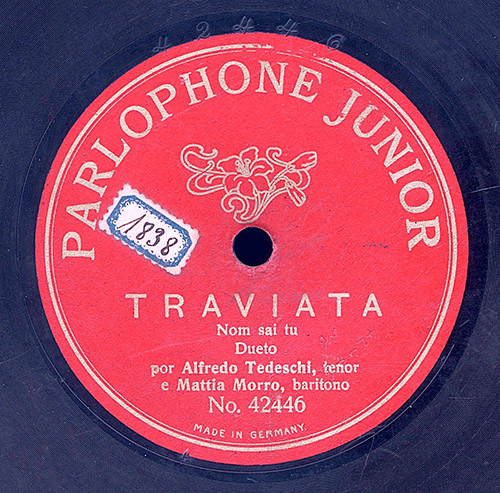 42446
PARLOPHONE JUNIOR
1838
TRAVIATA
Nom sai tu
Dueto
por Alfredo Tedeschi, tenor
e Mattia Morro, baritono
No. 42446
MADE IN GERMANY.